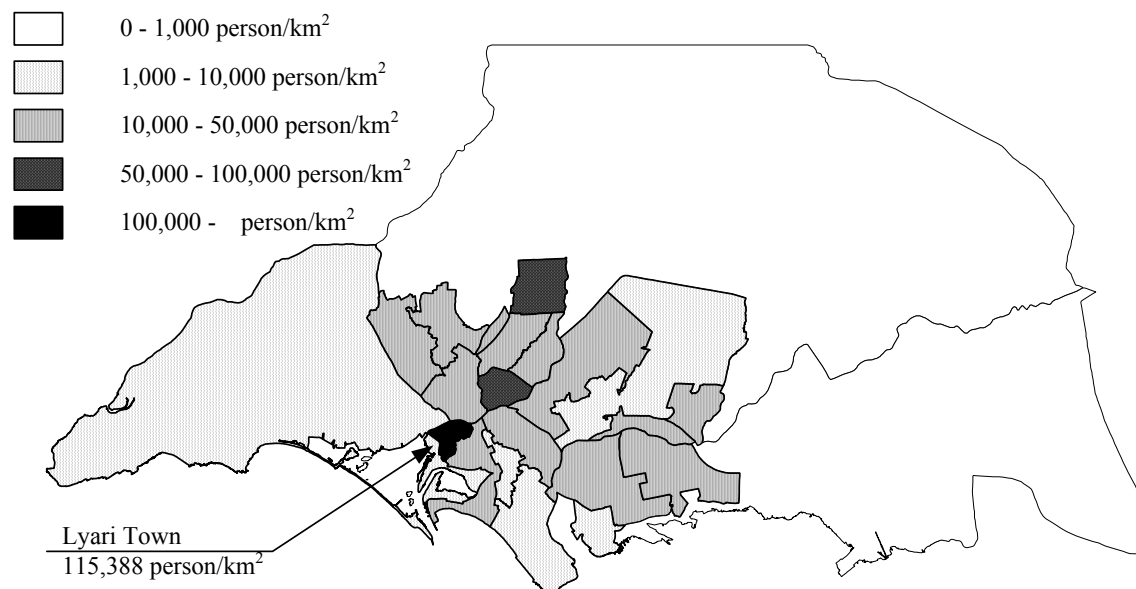 0 - 1,000 person/km²
1,000 - 10,000 person/km²
10,000 - 50,000 person/km²
50,000 - 100,000 person/km²
100,000 - person/km²
Lyari Town
115,388 person/km²